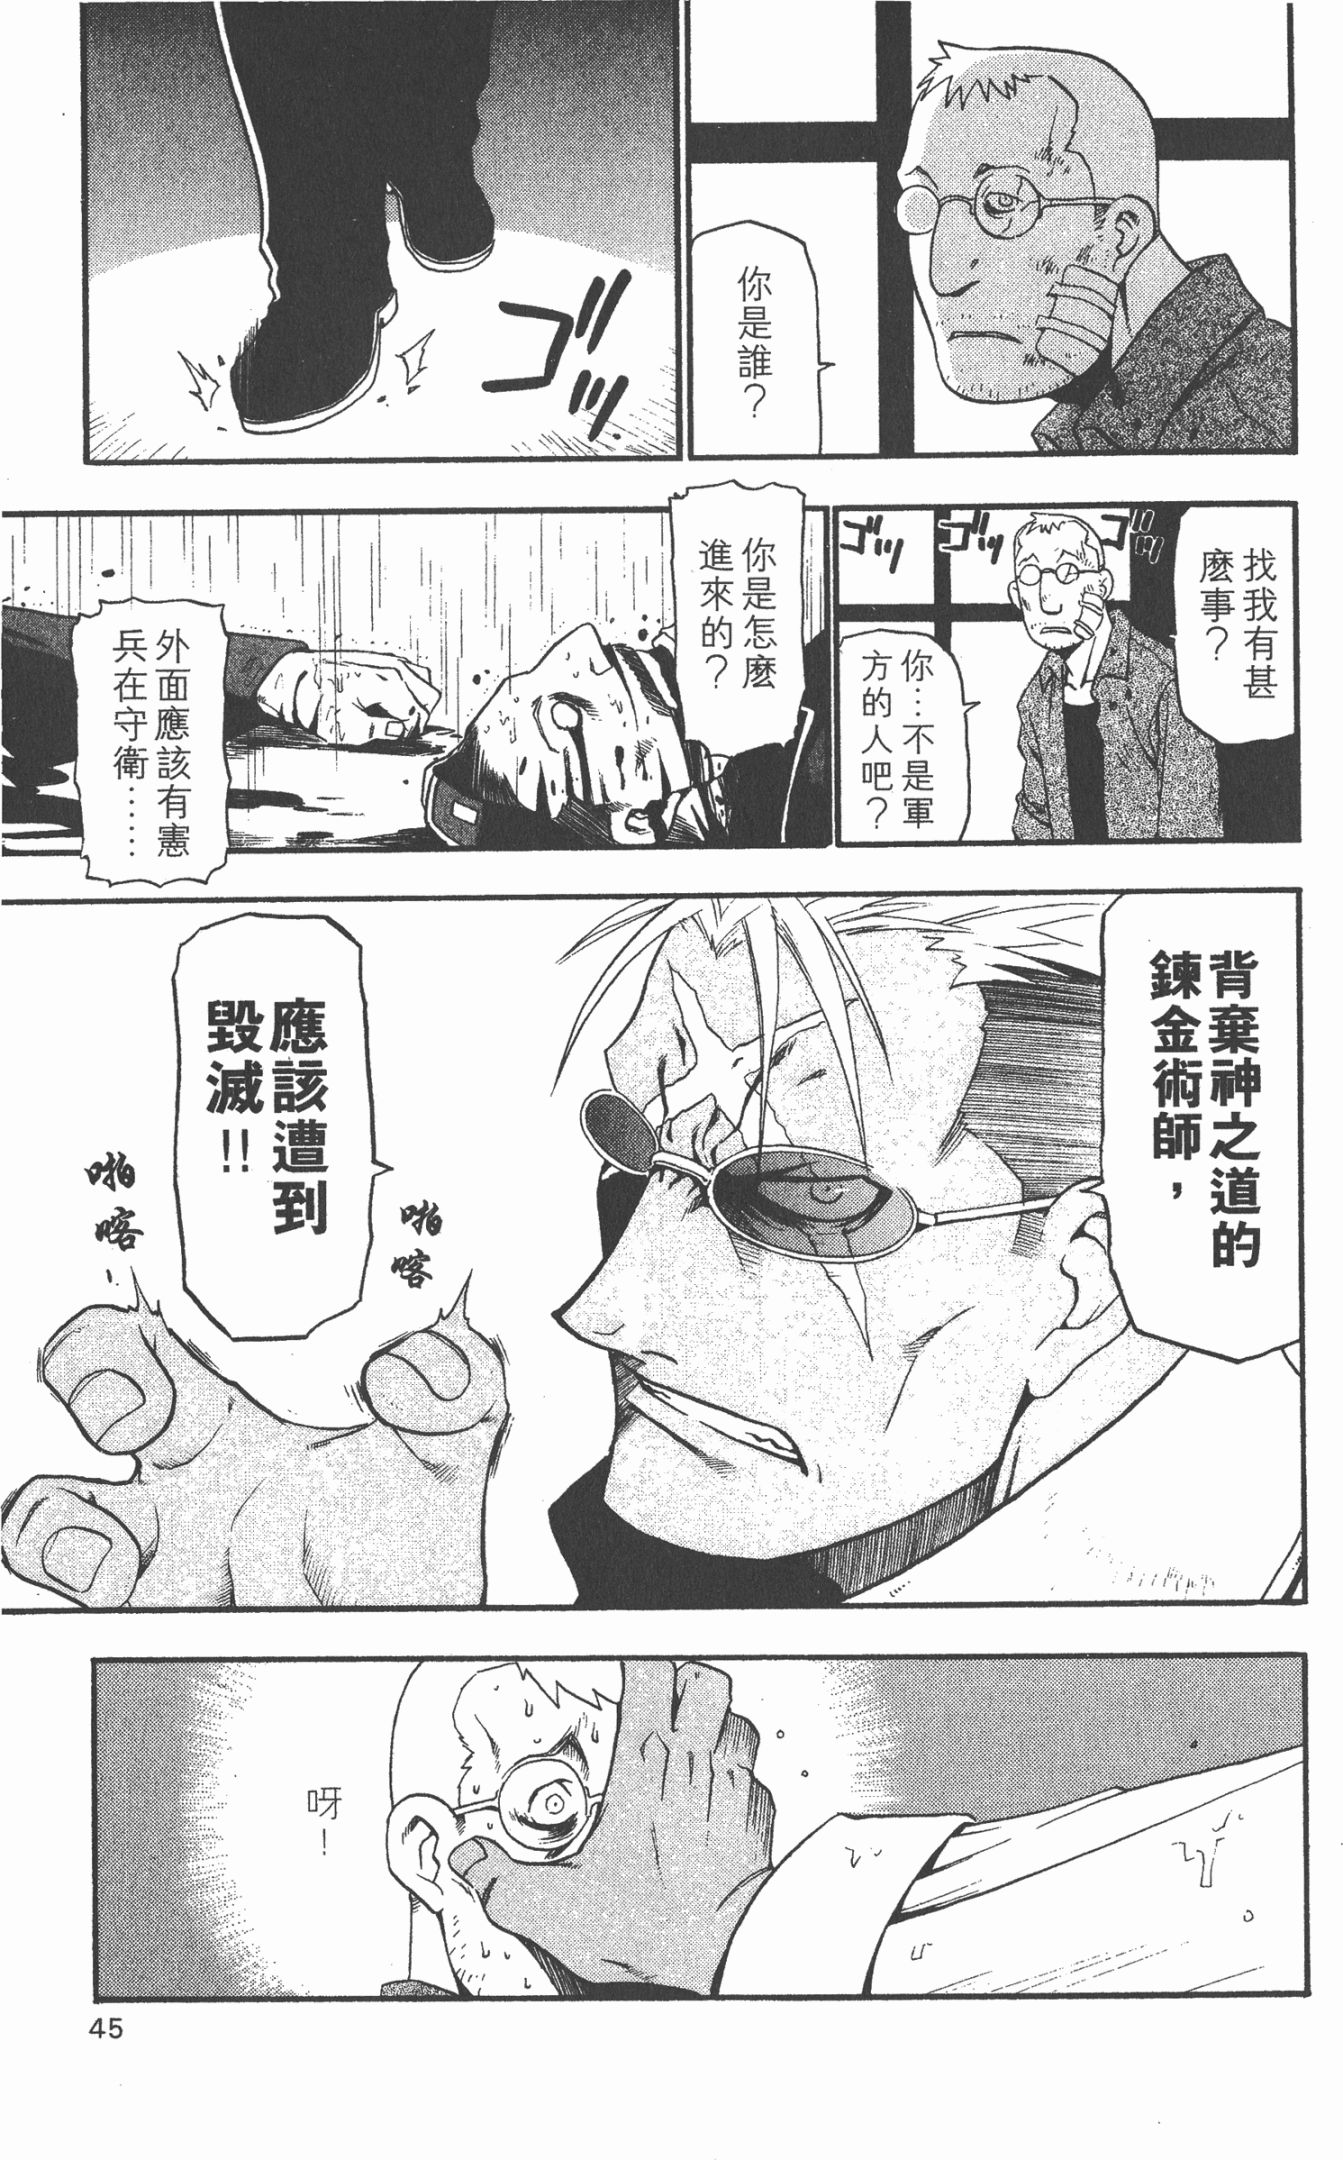 你是誰？
ゴッ
找我有甚
麼事？
ゴッ
ゴッ
ゴッ
你…不是軍
方的人吧？
你是怎麼
進來的？
外面應該有憲
兵在守衛……
背棄神之道的
鍊金術師，
應該遭到
毀滅!!
啪喀
啪喀
呀！
45